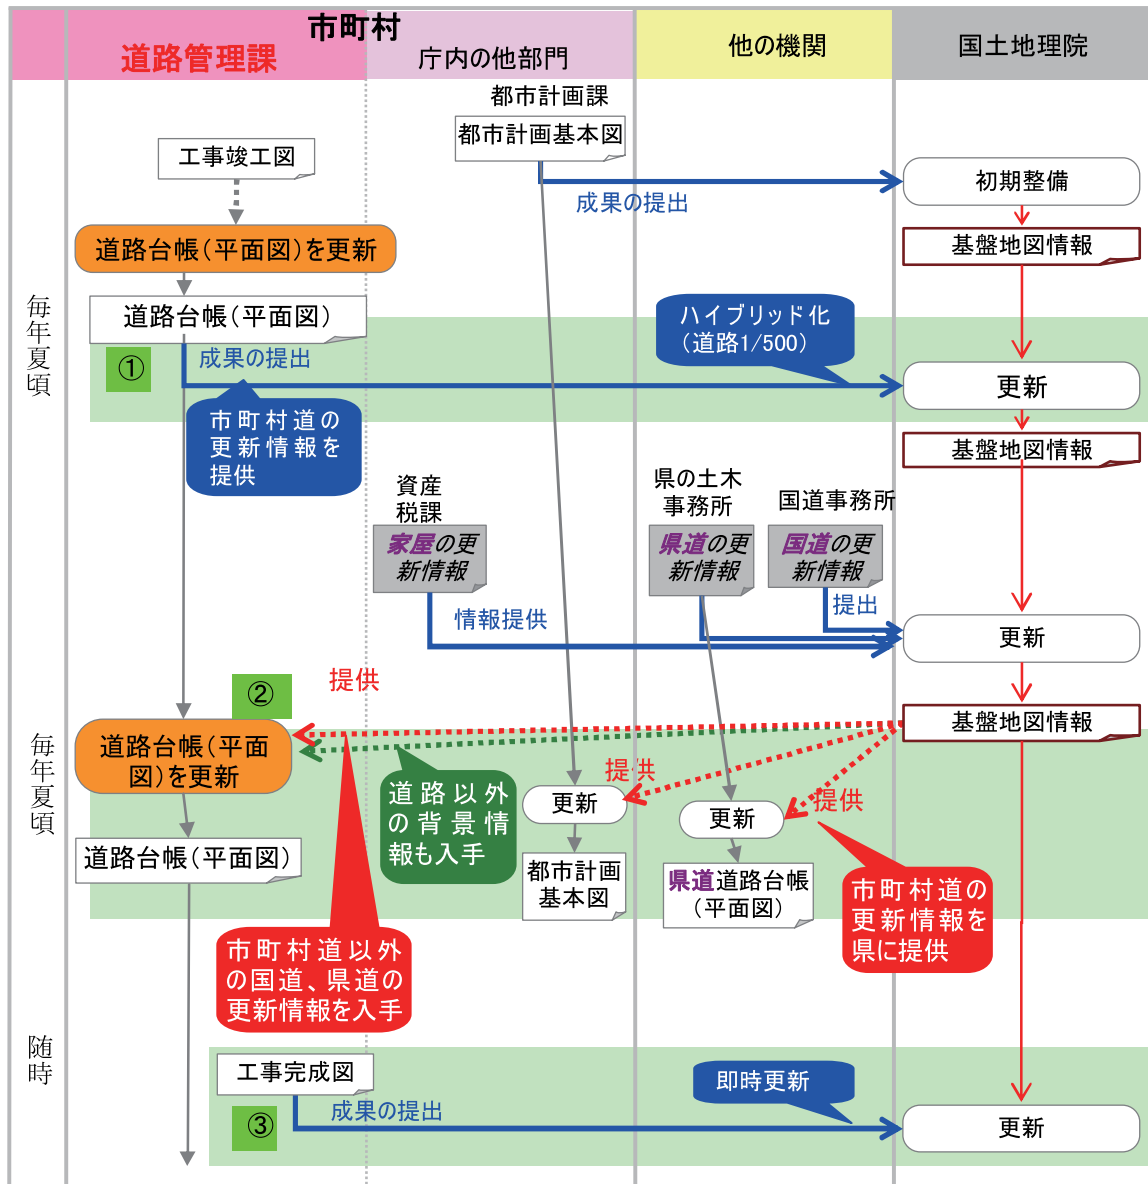 市町村
道路管理課
庁内の他部門
他の機関
国土地理院
都市計画課
都市計画基本図
工事竣工図
成果の提出
初期整備
道路台帳(平面図)を更新
基盤地図情報
毎年夏頃
道路台帳(平面図)
ハイブリッド化
(道路1/500)
①
成果の提出
更新
市町村道の
更新情報を
提供
基盤地図情報
資産
税課
県の土木
事務所
国道事務所
家屋の更
新情報
県道の更
新情報
国道の更
新情報
情報提供
提出
更新
提供
②
基盤地図情報
毎年夏頃
道路台帳(平面
図)を更新
提供
提供
道路以外
の背景情
報も入手
更新
更新
道路台帳(平面図)
都市計画
基本図
県道道路台帳
(平面図)
市町村道の
更新情報を
県に提供
市町村道以外
の国道、県道の
更新情報を入手
随時
工事完成図
即時更新
③
成果の提出
更新